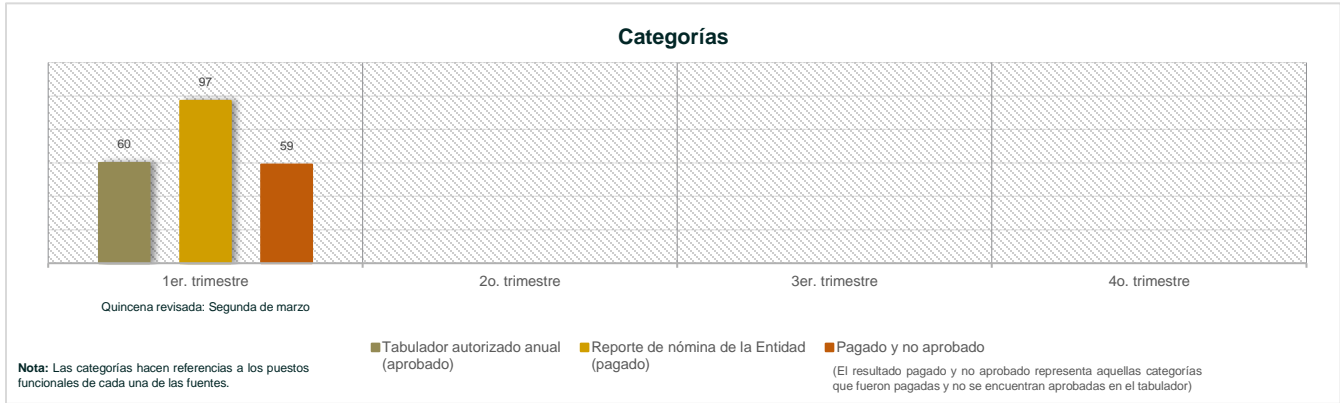 Categorías
60
97
59
1er. trimestre
2o. trimestre
3er. trimestre
4o. trimestre
Quincena revisada: Segunda de marzo
Tabulador autorizado anual
(aprobado)
Reporte de nómina de la Entidad
(pagado)
Pagado y no aprobado
(El resultado pagado y no aprobado representa aquellas categorías
que fueron pagadas y no se encuentran aprobadas en el tabulador)
Nota: Las categorías hacen referencias a los puestos
funcionales de cada una de las fuentes.